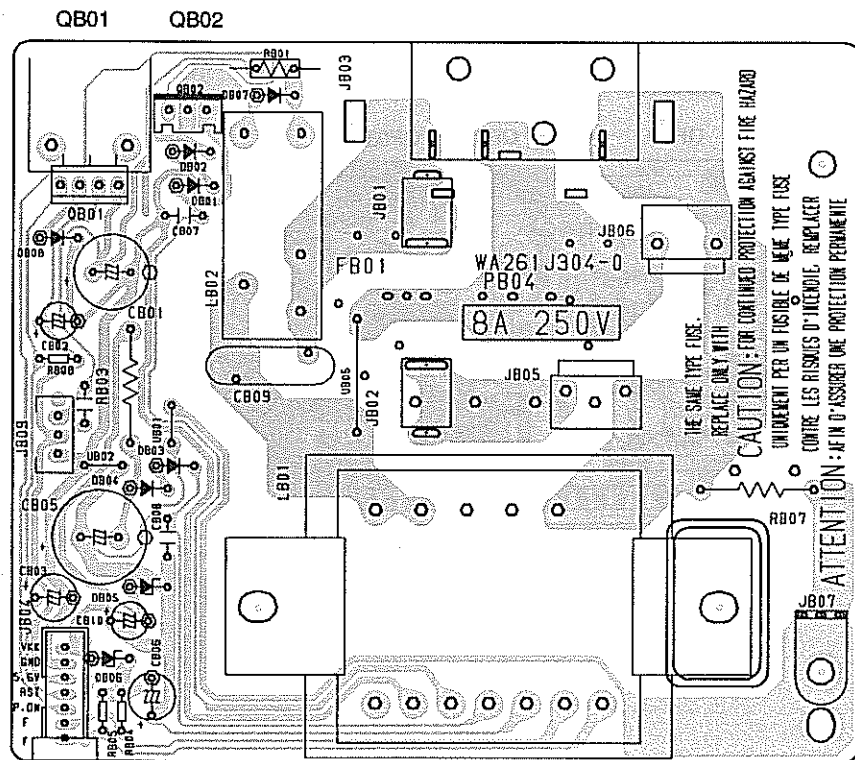 QB01 QB02
RB01
JB03
QB02
DB07
DB02
DB01
QB01
CB07
DB08
LB02
CB01
CB02
RB08
RB03
JB09
UB01
UB02
DB03
DB04
CB05
CB08
CB03
JB04
DB05
CB10
CB06
DB06
RB05
RB04
GND
5.6V
RST
P.ON
F
F
CB09
FB01
JB01
WA261J304-0
PB04
8A 250V
UB05
JB02
JB05
JB06
LB01
RB07
JB07
THE SAME TYPE FUSE.
REPLACE ONLY WITH
CAUTION: FOR CONTINUED PROTECTION AGAINST FIRE HAZARD
UNIQUEMENT PER UN FUSIBLE DE MEME TYPE FUSE
CONTRE LES RISQUES D'INCENDIE, REMPLACER
ATTENTION: AFIN D'ASSURER UNE PROTECTION PERMANENTE